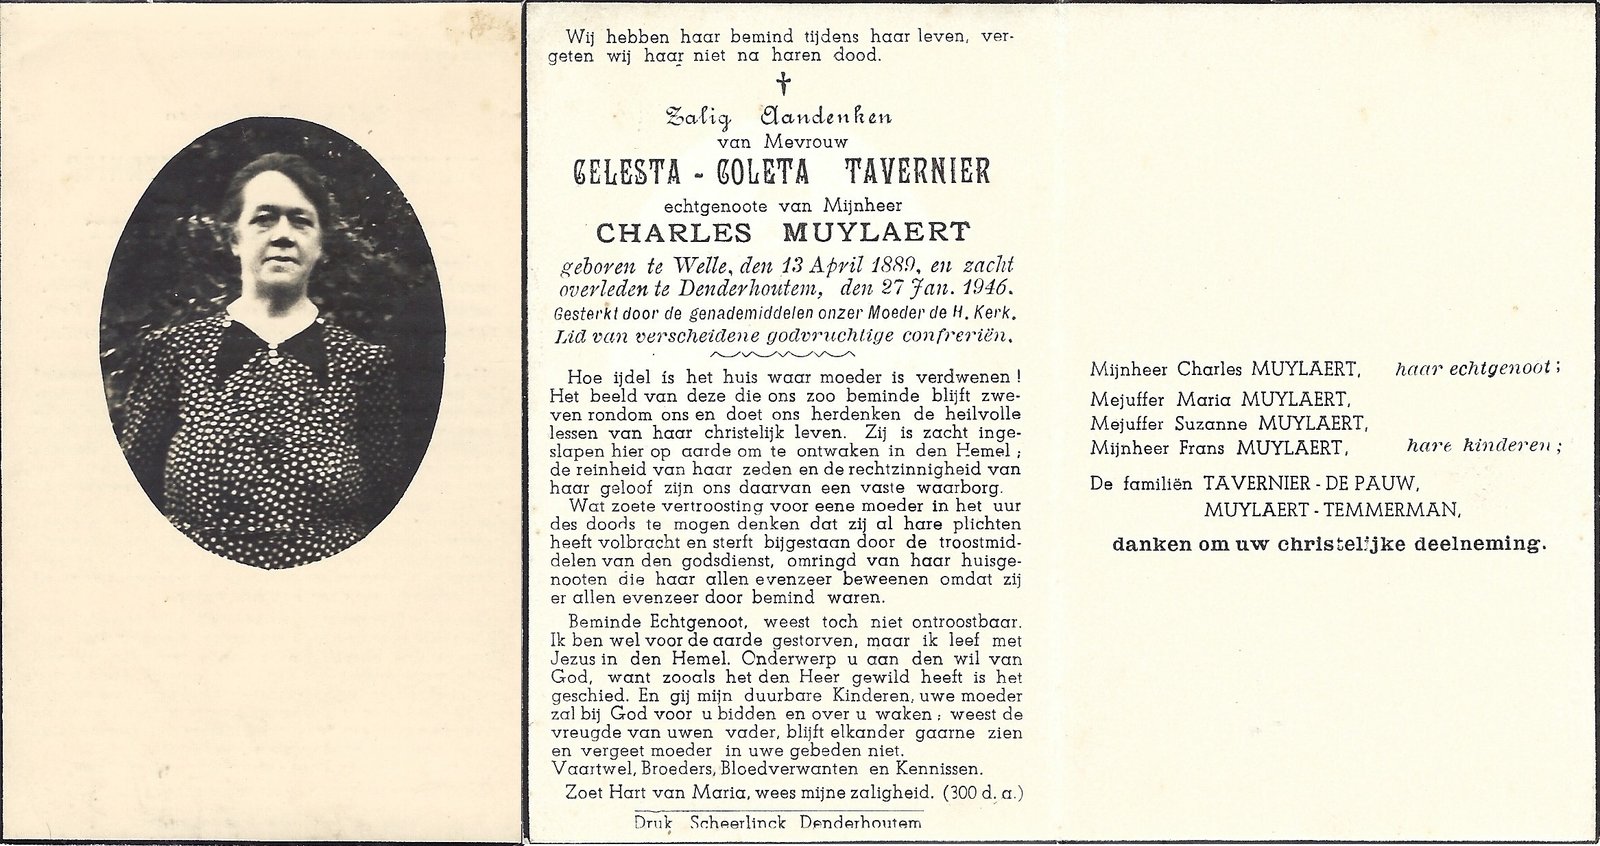 Wij hebben haar bemind tijdens haar leven, ver-
geten wij haar niet na haren dood.
†
Zalig Aandenken
van Mevrouw
CELESTA - COLETA TAVERNIER
echtgenoote van Mijnheer
CHARLES MUYLAERT
geboren te Welle, den 13 April 1889, en zacht
overleden te Denderhoutem, den 27 Jan. 1946.
Gesterkt door de genademiddelen onzer Moeder de H. Kerk.
Lid van verscheidene godvruchtige confreriën.
Hoe ijdel is het huis waar moeder is verdwenen !
Het beeld van deze die ons zoo beminde blijft zwe-
ven rondom ons en doet ons herdenken de heilvolle
lessen van haar christelijk leven. Zij is zacht inge-
slapen hier op aarde om te ontwaken in den Hemel ;
de reinheid van haar zeden en de rechtzinnigheid van
haar geloof zijn ons daarvan een vaste waarborg.
Wat zoete vertroosting voor eene moeder in het uur
des doods te mogen denken dat zij al hare plichten
heeft volbracht en sterft bijgestaan door de troostmid-
delen van den godsdienst, omringd van haar huisge-
nooten die haar allen evenzeer beweenen omdat zij
er allen evenzeer door bemind waren.
Beminde Echtgenoot, weest toch niet ontroostbaar.
Ik ben wel voor de aarde gestorven, maar ik leef met
Jezus in den Hemel. Onderwerp u aan den wil van
God, want zooals het den Heer gewild heeft is het
geschied. En gij mijn duurbare Kinderen, uwe moeder
zal bij God voor u bidden en over u waken ; weest de
vreugde van uwen vader, blijft elkander gaarne zien
en vergeet moeder in uwe gebeden niet.
Vaartwel, Broeders, Bloedverwanten en Kennissen.
Zoet Hart van Maria, wees mijne zaligheid. (300 d. a.)
Druk Scheerlinck Denderhoutem
Mijnheer Charles MUYLAERT, haar echtgenoot ;
Mejuffer Maria MUYLAERT,
Mejuffer Suzanne MUYLAERT,
Mijnheer Frans MUYLAERT, hare kinderen ;
De familiën TAVERNIER - DE PAUW,
MUYLAERT - TEMMERMAN,
danken om uw christelijke deelneming.